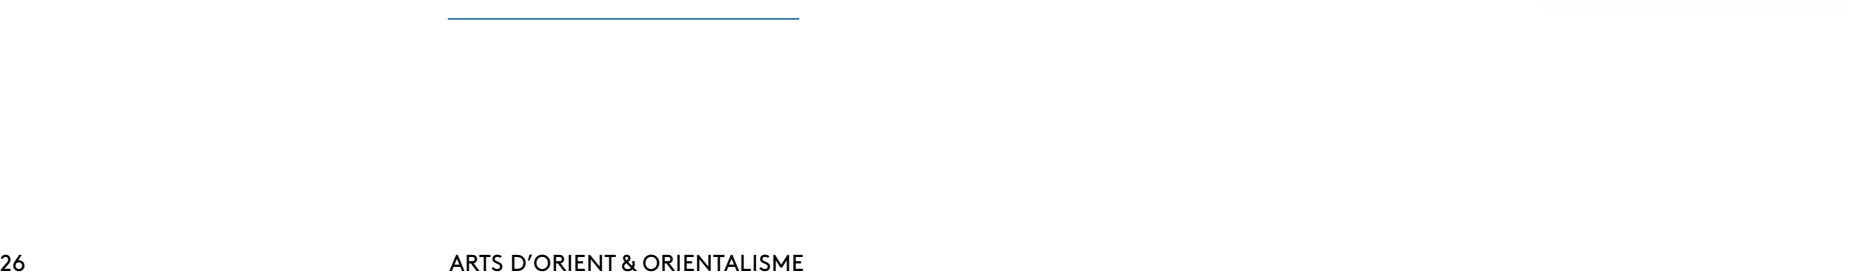 26 ARTS D’ORIENT & ORIENTALISME